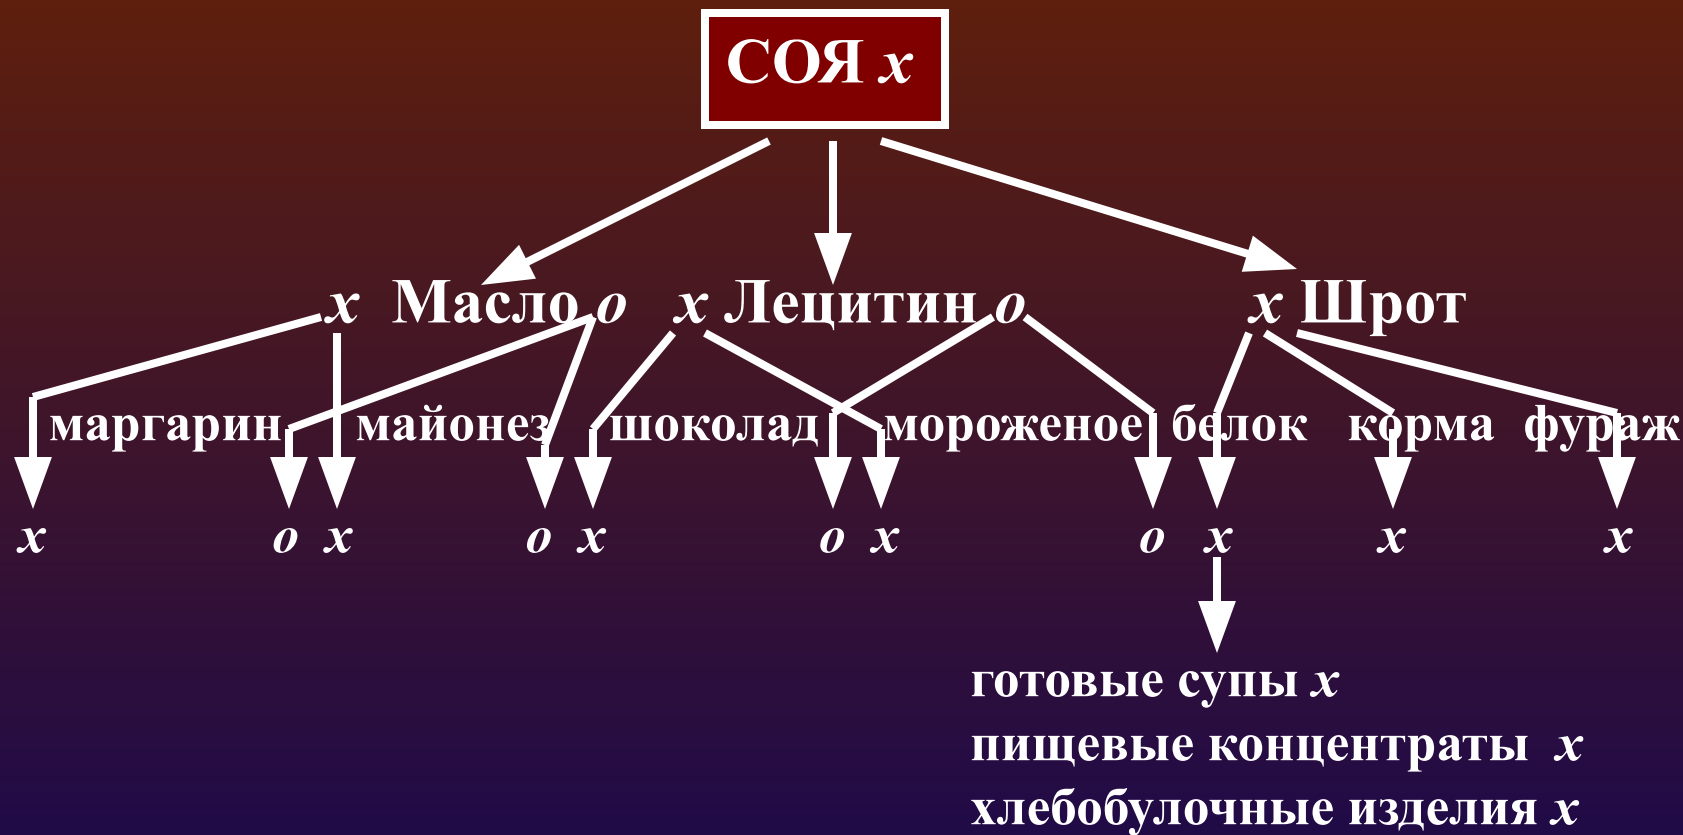 СОЯ x
x Масло o x Лецитин o x Шрот
маргарин майонез шоколад мороженое белок корма фураж
x o x o x o x o x x x
готовые супы x
пищевые концентраты x
хлебобулочные изделия x